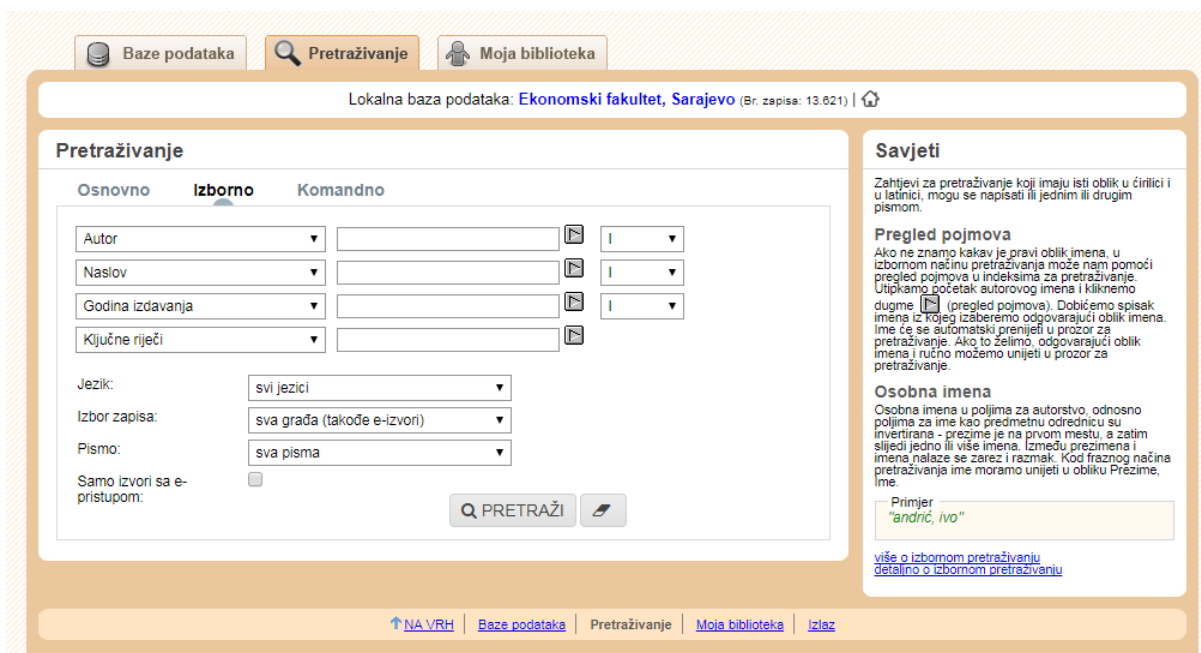 Baze podataka
Pretraživanje
Moja biblioteka
Lokalna baza podataka: Ekonomski fakultet, Sarajevo (Br. zapisa: 13.621) |
Pretraživanje
Osnovno Izborno Komandno
Autor I
Naslov I
Godina izdavanja I
Ključne riječi
Jezik: svi jezici
Izbor zapisa: sva građa (takođe e-izvori)
Pismo: sva pisma
Samo izvori sa e-
pristupom:
PRETRAŽI
Savjeti
Zahtjevi za pretraživanje koji imaju isti oblik u ćirilici i
u latinici, mogu se napisati ili jednim ili drugim
pismom.
Pregled pojmova
Ako ne znamo kakav je pravi oblik imena, u
izbornom načinu pretraživanja može nam pomoći
pregled pojmova u indeksima za pretraživanje.
Utipkamo početak autorovog imena i kliknemo
dugme (pregled pojmova). Dobićemo spisak
imena iz kojeg izaberemo odgovarajući oblik imena.
Ime će se automatski prenijeti u prozor za
pretraživanje. Ako to želimo, odgovarajući oblik
imena i ručno možemo unijeti u prozor za
pretraživanje.
Osobna imena
Osobna imena u poljima za autorstvo, odnosno
poljima za ime kao predmetnu odrednicu su
invertirana - prezime je na prvom mestu, a zatim
slijedi jedno ili više imena. Između prezimena i
imena nalaze se zarez i razmak. Kod fraznog načina
pretraživanja ime moramo unijeti u obliku Prezime,
Ime.
Primjer
"andrić, ivo"
više o izbornom pretraživanju
detaljno o izbornom pretraživanju
NA VRH | Baze podataka | Pretraživanje | Moja biblioteka | Izlaz